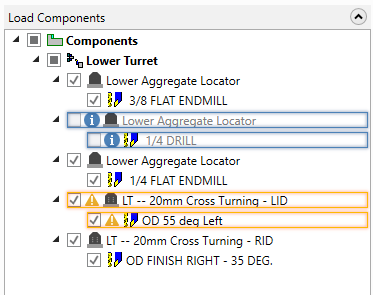 Load Components
Components
Lower Turret
Lower Aggregate Locator
3/8 FLAT ENDMILL
Lower Aggregate Locator
1/4 DRILL
Lower Aggregate Locator
1/4 FLAT ENDMILL
LT -- 20mm Cross Turning - LID
OD 55 deg Left
LT -- 20mm Cross Turning - RID
OD FINISH RIGHT - 35 DEG.